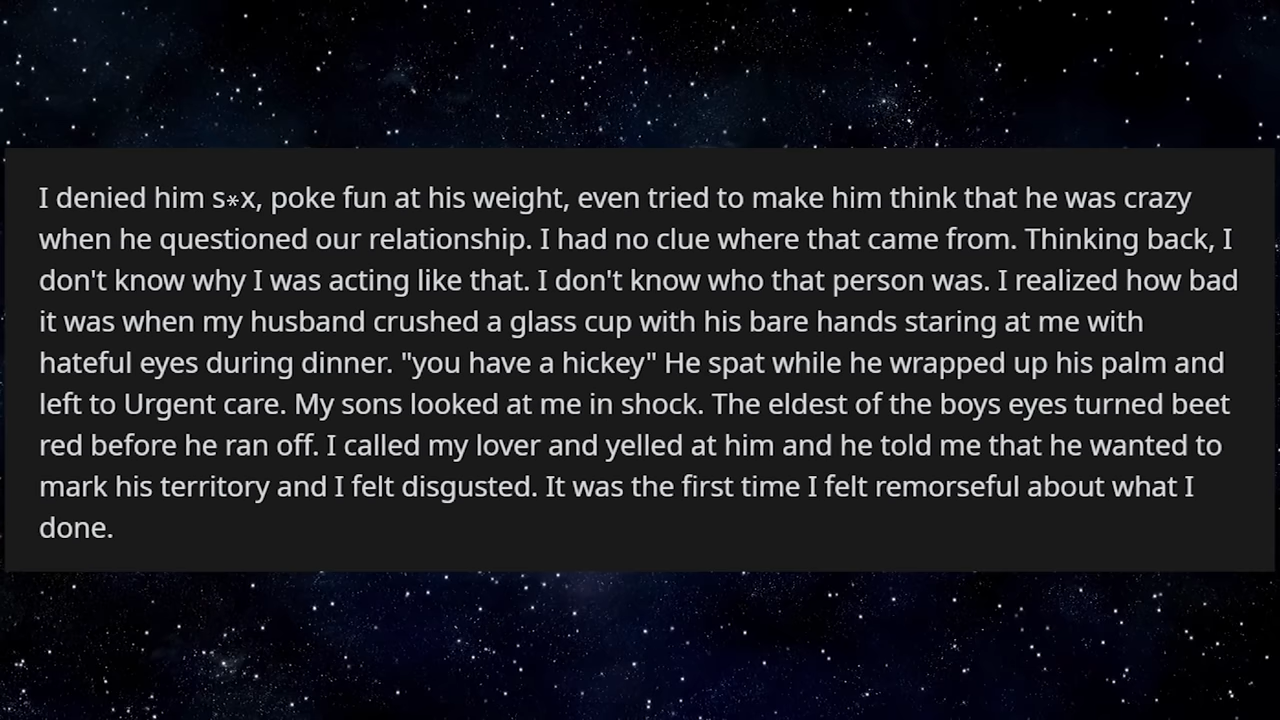 I denied him s*x, poke fun at his weight, even tried to make him think that he was crazy
when he questioned our relationship. I had no clue where that came from. Thinking back, I
don't know why I was acting like that. I don't know who that person was. I realized how bad
it was when my husband crushed a glass cup with his bare hands staring at me with
hateful eyes during dinner. "you have a hickey" He spat while he wrapped up his palm and
left to Urgent care. My sons looked at me in shock. The eldest of the boys eyes turned beet
red before he ran off. I called my lover and yelled at him and he told me that he wanted to
mark his territory and I felt disgusted. It was the first time I felt remorseful about what I
done.